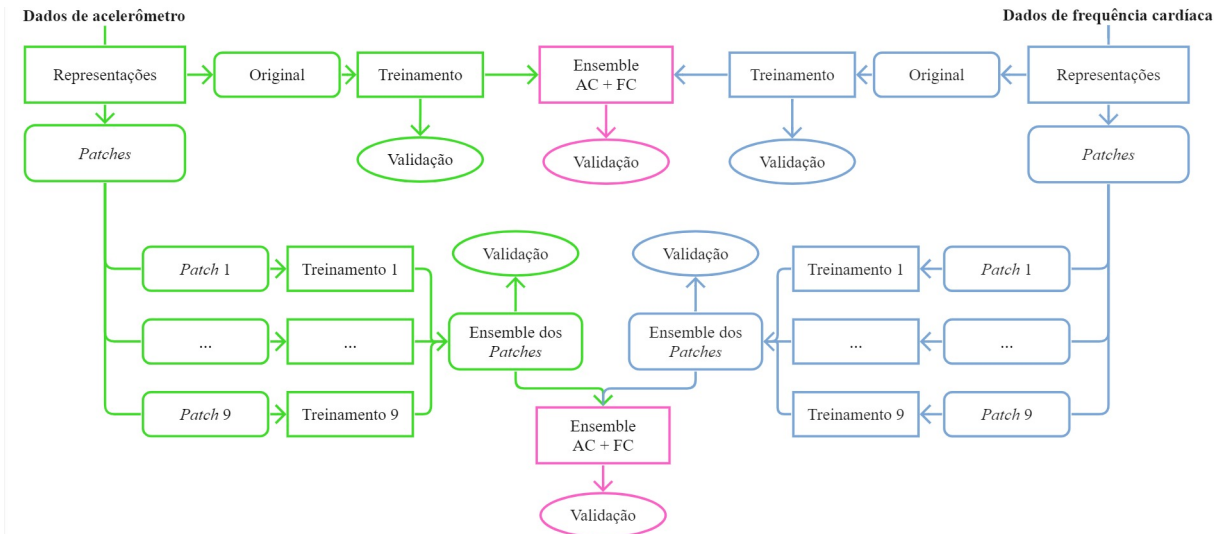 Dados de acelerômetro
Dados de frequência cardíaca
Representações
Original
Treinamento
Ensemble
AC + FC
Treinamento
Original
Representações
Patches
Validação
Validação
Validação
Patches
Validação
Validação
Patch 1
Treinamento 1
Treinamento 1
Patch 1
...
...
Ensemble dos
Patches
Ensemble dos
Patches
...
...
Patch 9
Treinamento 9
Treinamento 9
Patch 9
Ensemble
AC + FC
Validação